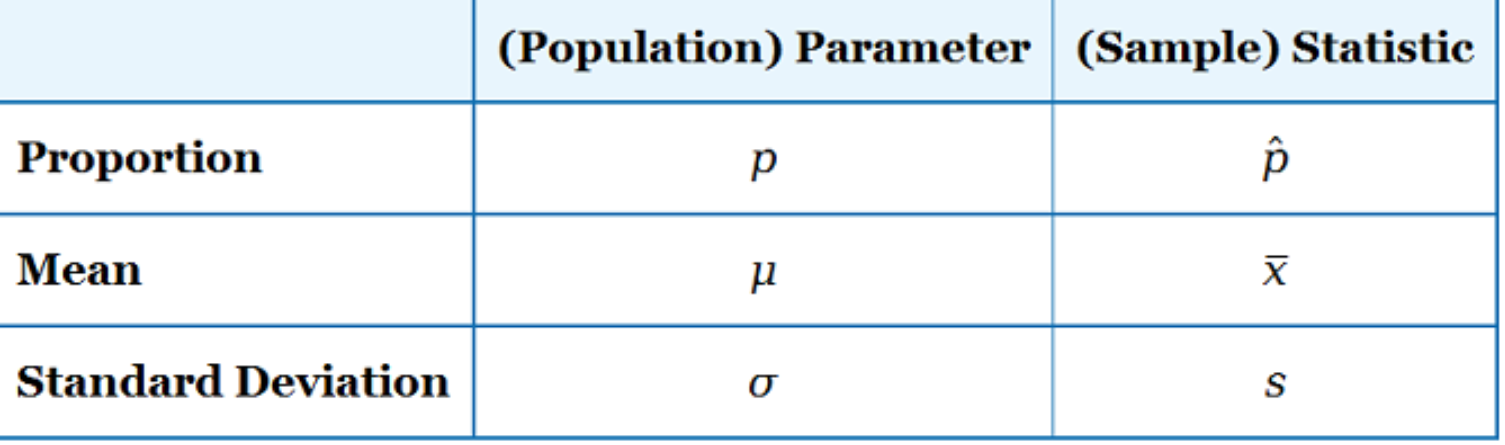 (Population) Parameter (Sample) Statistic
Proportion p p̂
Mean μ x̄
Standard Deviation σ s